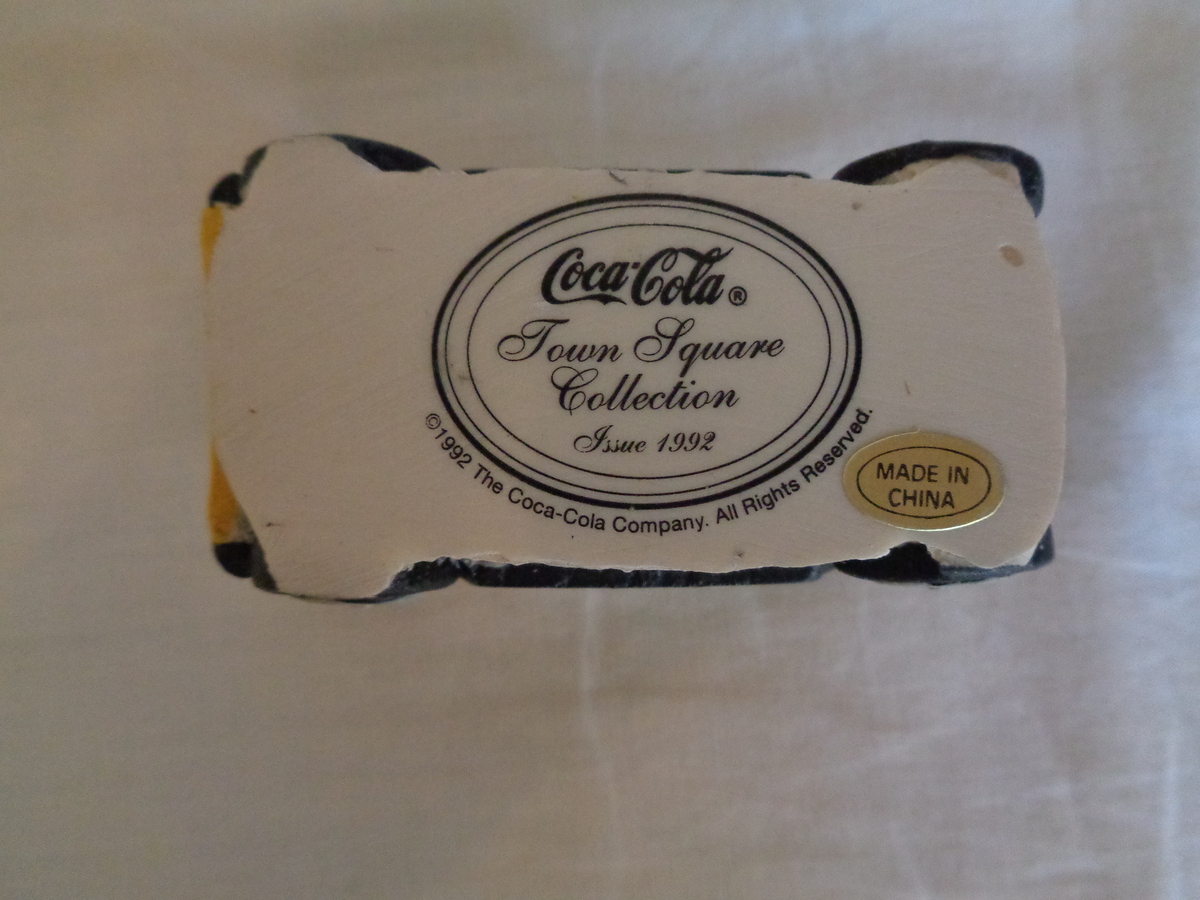 Coca-Cola®
Town Square
Collection
Issue 1992
©1992 The Coca-Cola Company. All Rights Reserved.
MADE IN
CHINA